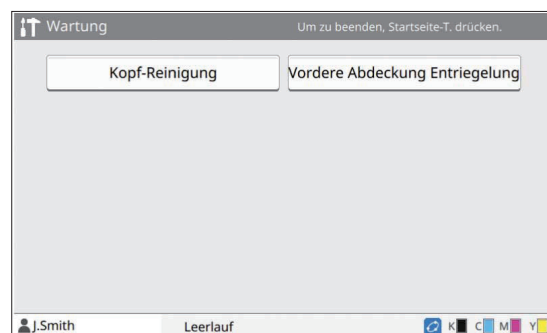 Wartung Um zu beenden, Startseite-T. drücken.
Kopf-Reinigung Vordere Abdeckung Entriegelung
J.Smith Leerlauf K C M Y